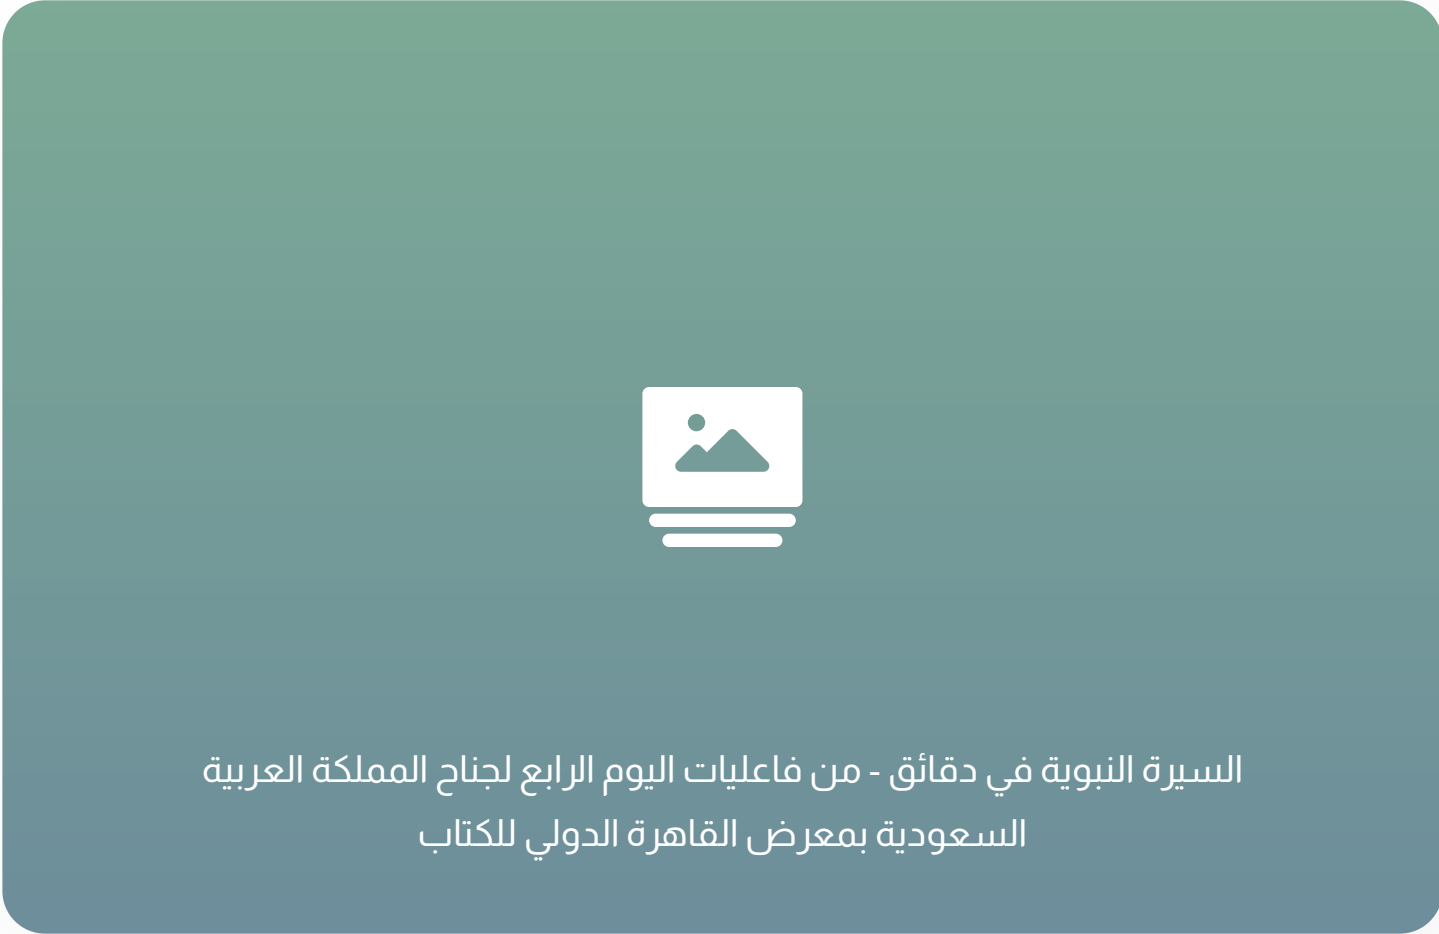 السيرة النبوية في دقائق - من فاعليات اليوم الرابع لجناح المملكة العربية
السعودية بمعرض القاهرة الدولي للكتاب